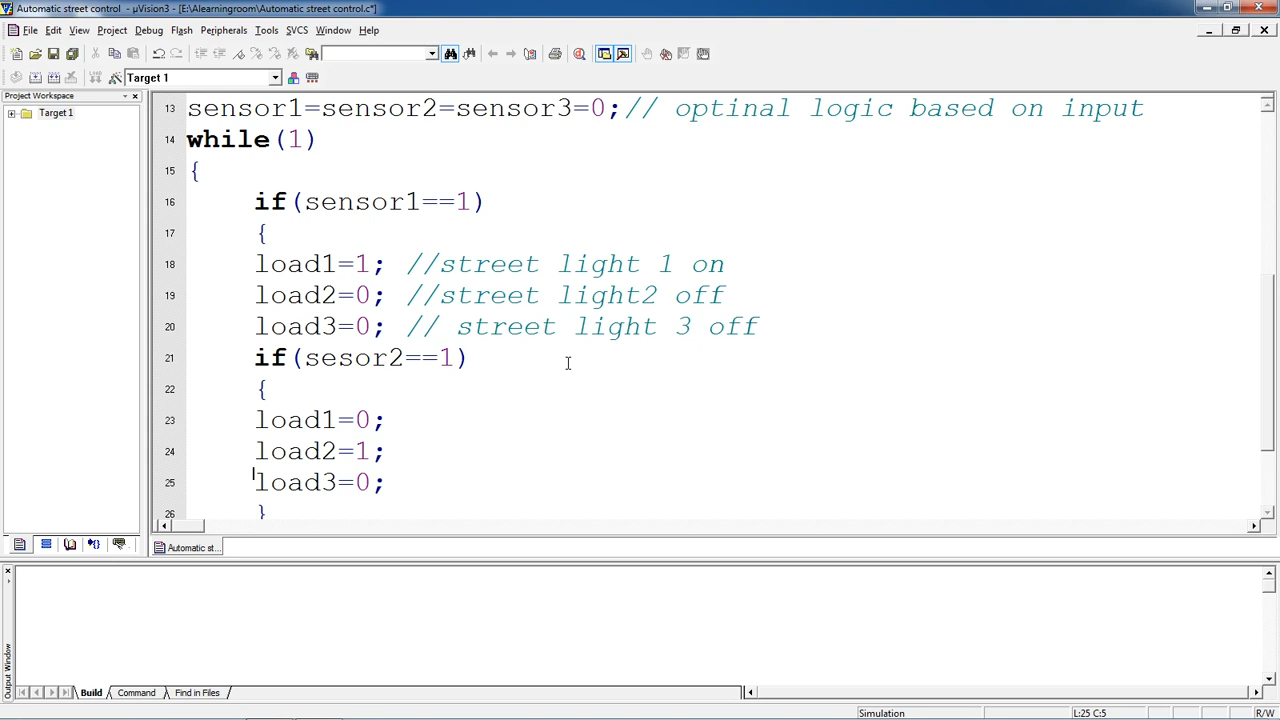 Automatic street control - µVision3 - [E:\Alearningroom\Automatic street control.c*]
File Edit View Project Debug Flash Peripherals Tools SVCS Window Help
Target 1
Project Workspace
Target 1
13 sensor1=sensor2=sensor3=0;// optinal logic based on input
14 while(1)
15 {
16 if(sensor1==1)
17 {
18 load1=1; //street light 1 on
19 load2=0; //street light2 off
20 load3=0; // street light 3 off
21 if(sesor2==1)
22 {
23 load1=0;
24 load2=1;
25 load3=0;
26 }
Automatic st...
Output Window
Build Command Find in Files
Simulation L:25 C:5 R/W